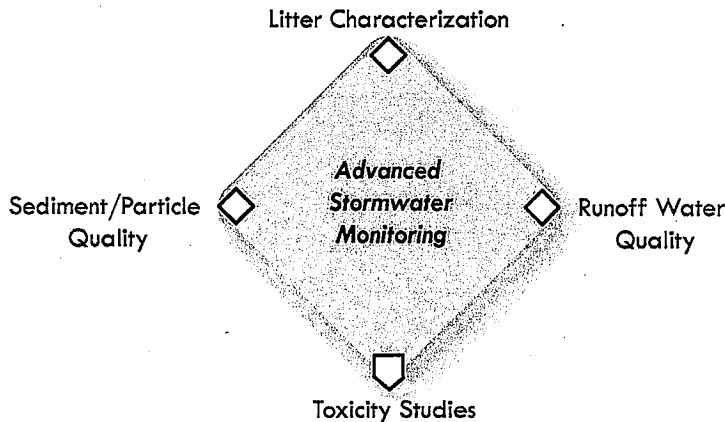 Litter Characterization
Advanced
Stormwater
Monitoring
Sediment/Particle
Quality
Runoff Water
Quality
Toxicity Studies